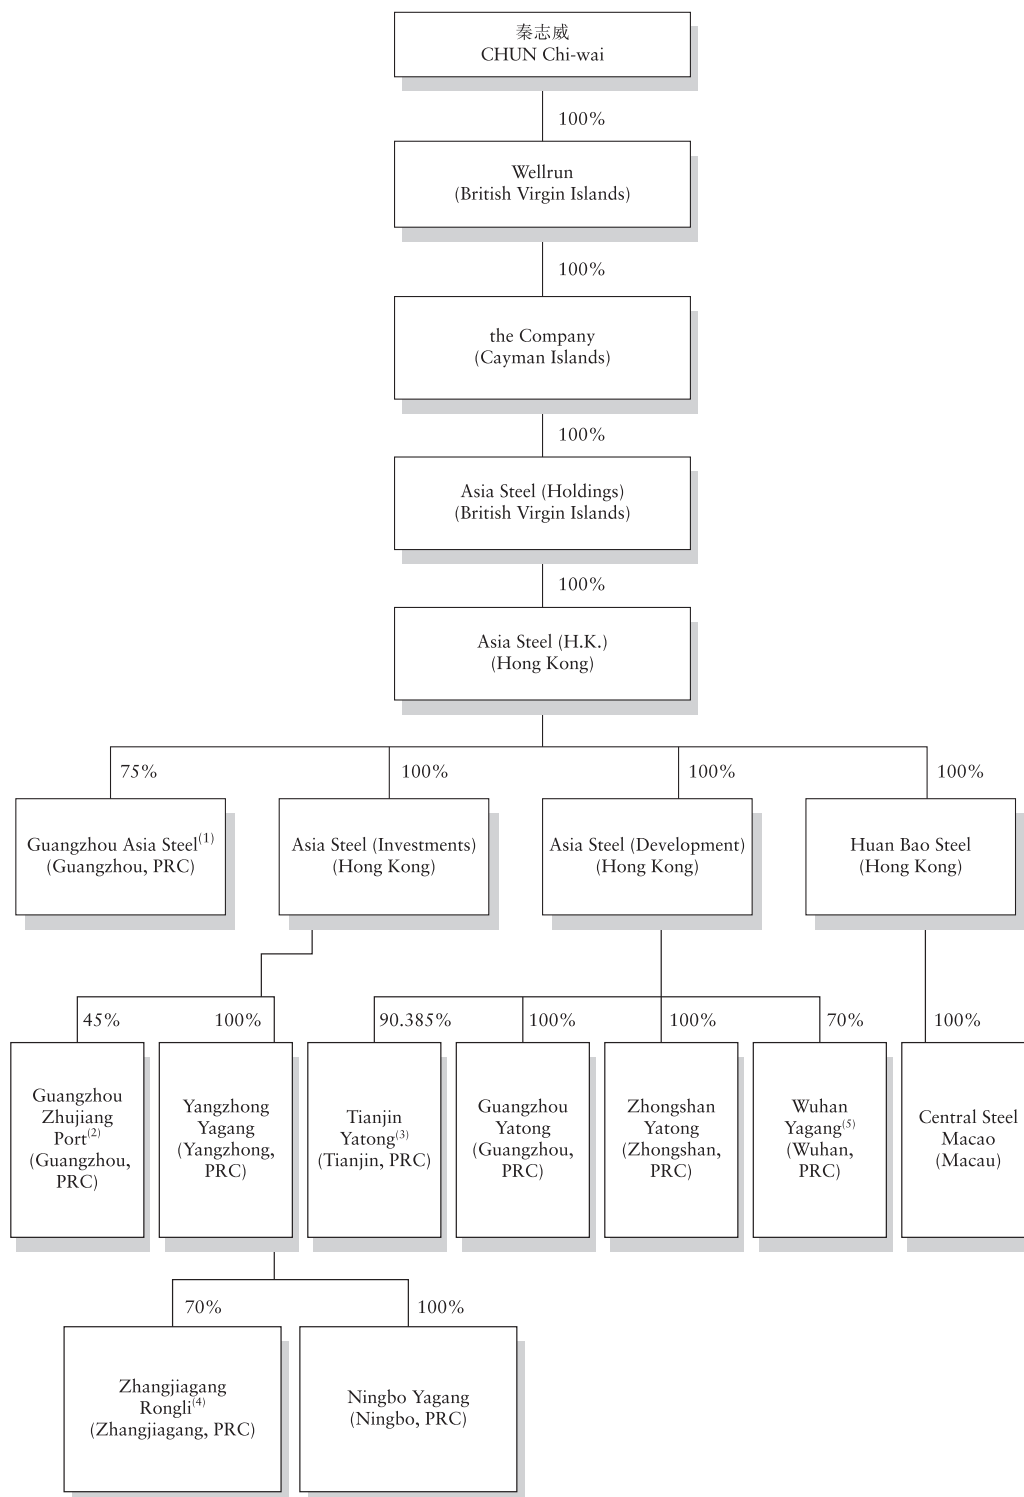 秦志威
CHUN Chi-wai
100%
Wellrun
(British Virgin Islands)
100%
the Company
(Cayman Islands)
100%
Asia Steel (Holdings)
(British Virgin Islands)
100%
Asia Steel (H.K.)
(Hong Kong)
75%
100%
100%
100%
Guangzhou Asia Steel(1)
(Guangzhou, PRC)
Asia Steel (Investments)
(Hong Kong)
Asia Steel (Development)
(Hong Kong)
Huan Bao Steel
(Hong Kong)
45%
100%
90.385%
100%
100%
70%
100%
Guangzhou
Zhujiang
Port(2)
(Guangzhou,
PRC)
Yangzhong
Yagang
(Yangzhong,
PRC)
Tianjin
Yatong(3)
(Tianjin, PRC)
Guangzhou
Yatong
(Guangzhou,
PRC)
Zhongshan
Yatong
(Zhongshan,
PRC)
Wuhan
Yagang(5)
(Wuhan,
PRC)
Central Steel
Macao
(Macau)
70%
100%
Zhangjiagang
Rongli(4)
(Zhangjiagang, PRC)
Ningbo Yagang
(Ningbo, PRC)